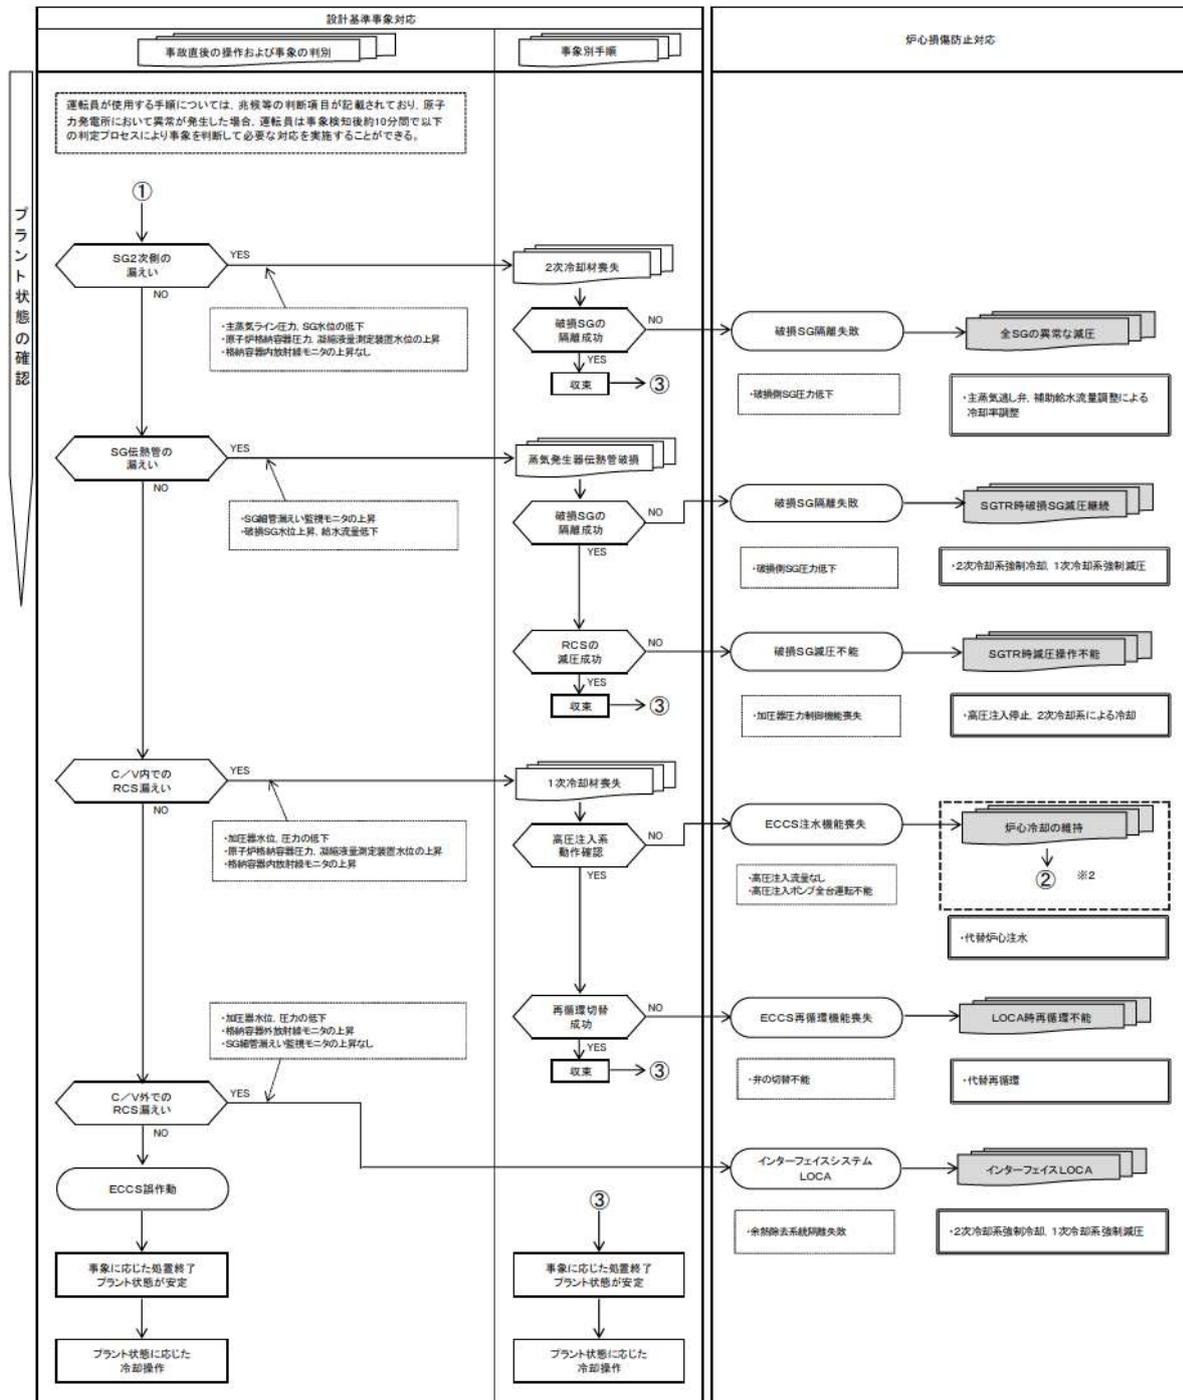 設計基準事象対応
事故直後の操作および事象の判別
事象別手順
炉心損傷防止対応
プラント状態の確認
運転員が使用する手順については、兆候等の判断項目が記載されており、原子
力発電所において異常が発生した場合、運転員は事象検知後約10分間で以下
の判定プロセスにより事象を判断して必要な対応を実施することができる。
①
SG2次側の
漏えい
YES
NO
・主蒸気ライン圧力、SG水位の低下
・原子炉格納容器圧力、凝縮液量測定装置水位の上昇
・格納容器内放射線モニタの上昇なし
2次冷却材喪失
破損SGの
隔離成功
NO
YES
収束
③
破損SG隔離失敗
・破損側SG圧力低下
全SGの異常な減圧
・主蒸気逃し弁、補助給水流量調整による
冷却率調整
SG伝熱管の
漏えい
YES
NO
・SG細管漏えい監視モニタの上昇
・破損SG水位上昇、給水流量低下
蒸気発生器伝熱管破損
破損SGの
隔離成功
NO
YES
破損SG隔離失敗
・破損側SG圧力低下
SGTR時破損SG減圧継続
・2次冷却系強制冷却、1次冷却系強制減圧
RCSの
減圧成功
NO
YES
収束
③
破損SG減圧不能
・加圧器圧力制御機能喪失
SGTR時減圧操作不能
・高圧注入停止、2次冷却系による冷却
C／V内での
RCS漏えい
YES
NO
・加圧器水位、圧力の低下
・原子炉格納容器圧力、凝縮液量測定装置水位の上昇
・格納容器内放射線モニタの上昇
1次冷却材喪失
高圧注入系
動作確認
NO
YES
ECCS注水機能喪失
・高圧注入流量なし
・高圧注入ポンプ全台運転不能
炉心冷却の維持
② ※2
・代替炉心注水
再循環切替
成功
NO
YES
収束
③
ECCS再循環機能喪失
・弁の切替不能
LOCA時再循環不能
・代替再循環
・加圧器水位、圧力の低下
・格納容器外放射線モニタの上昇
・SG細管漏えい監視モニタの上昇なし
C／V外での
RCS漏えい
YES
NO
インターフェイスシステム
LOCA
・余熱除去系統隔離失敗
インターフェイスLOCA
・2次冷却系強制冷却、1次冷却系強制減圧
ECCS誤作動
事象に応じた処置終了
プラント状態が安定
プラント状態に応じた
冷却操作
③
事象に応じた処置終了
プラント状態が安定
プラント状態に応じた
冷却操作